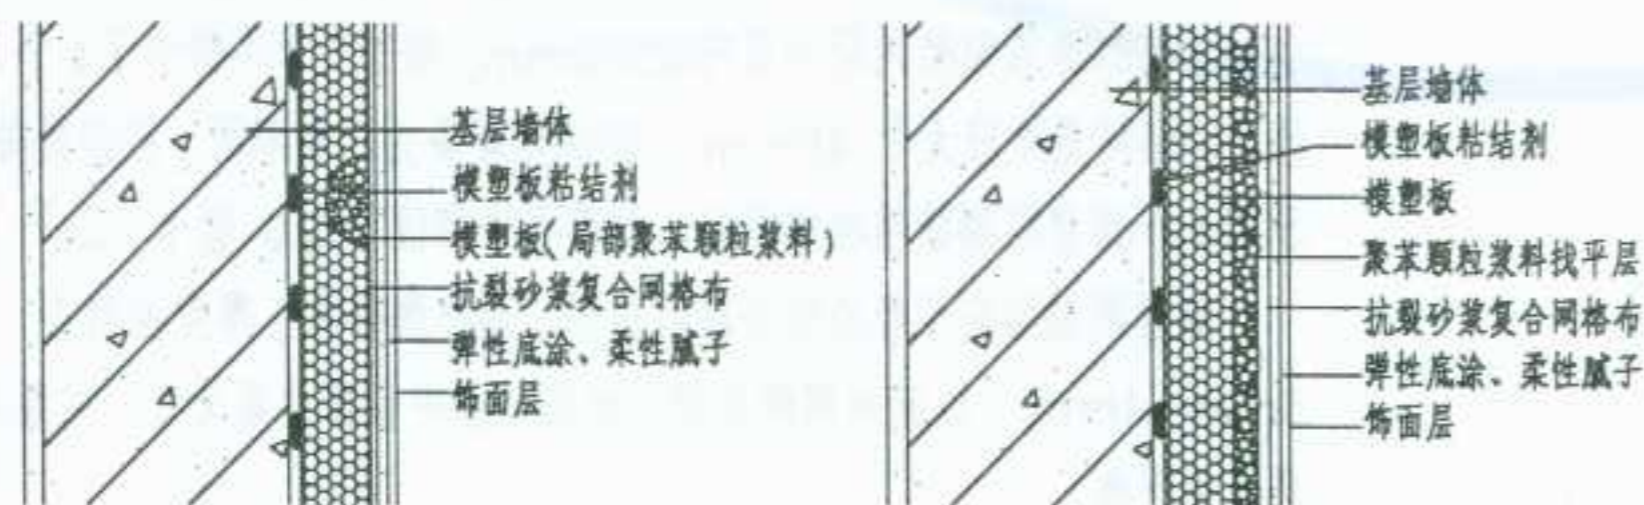 基层墙体
模塑板粘结剂
模塑板(局部聚苯颗粒浆料)
抗裂砂浆复合网格布
弹性底涂、柔性腻子
饰面层
基层墙体
模塑板粘结剂
模塑板
聚苯颗粒浆料找平层
抗裂砂浆复合网格布
弹性底涂、柔性腻子
饰面层